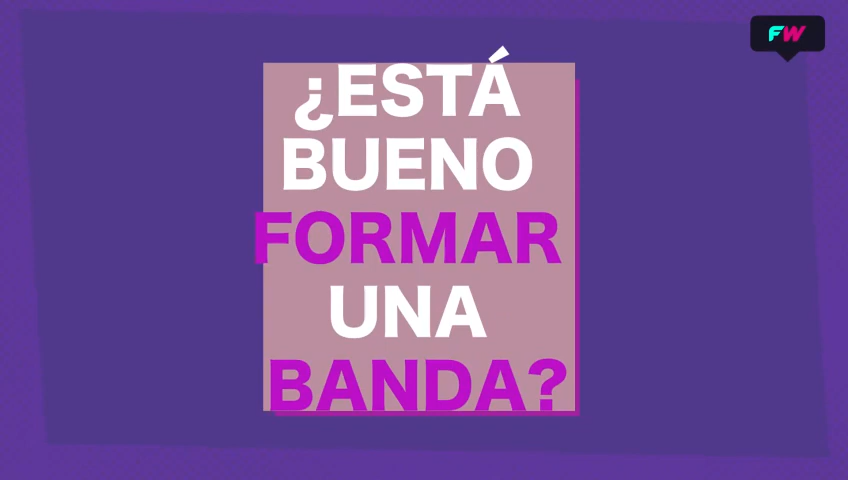 FW
¿ESTÁ
BUENO
FORMAR
UNA
BANDA?